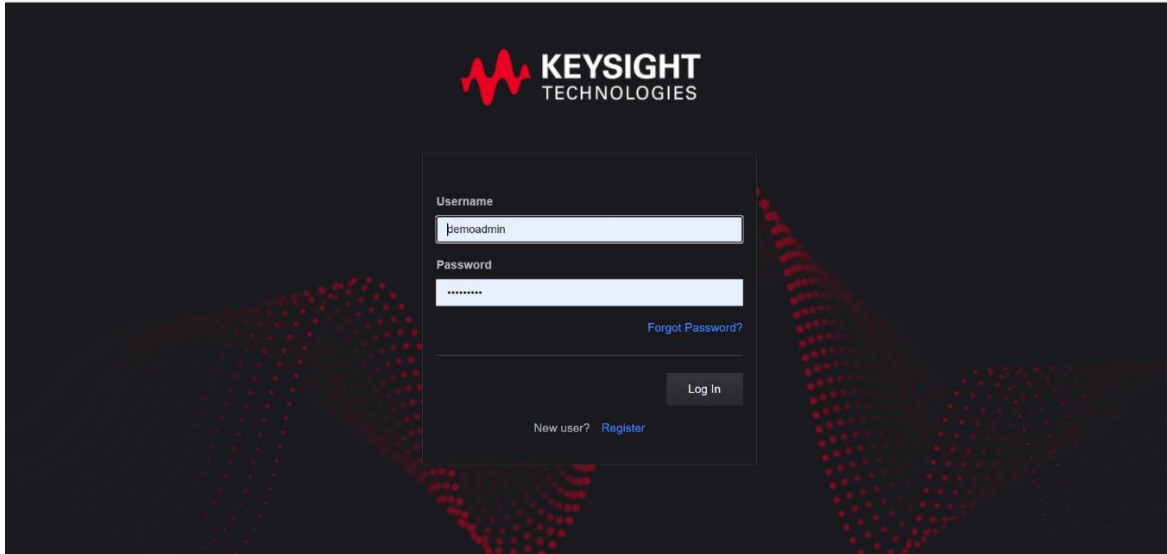 KEYSIGHT
TECHNOLOGIES
Username
demoadmin
Password
•••••••••
Forgot Password?
Log In
New user? Register